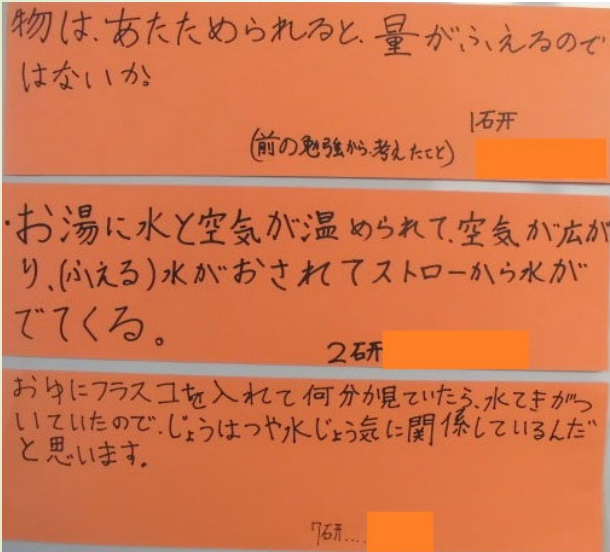 物は、あたためられると、量がふえるので
はないか。
1研
(前の勉強から、考えたこと)
・お湯に水と空気が温められて、空気が広が
り、(ふえる)水がおされてストローから水が
でてくる。
2研
おゆにフラスコを入れて何分か見ていたら、水てきがつ
いていたので、じょうはつや水じょう気に関係しているんだ
と思います。
7研....